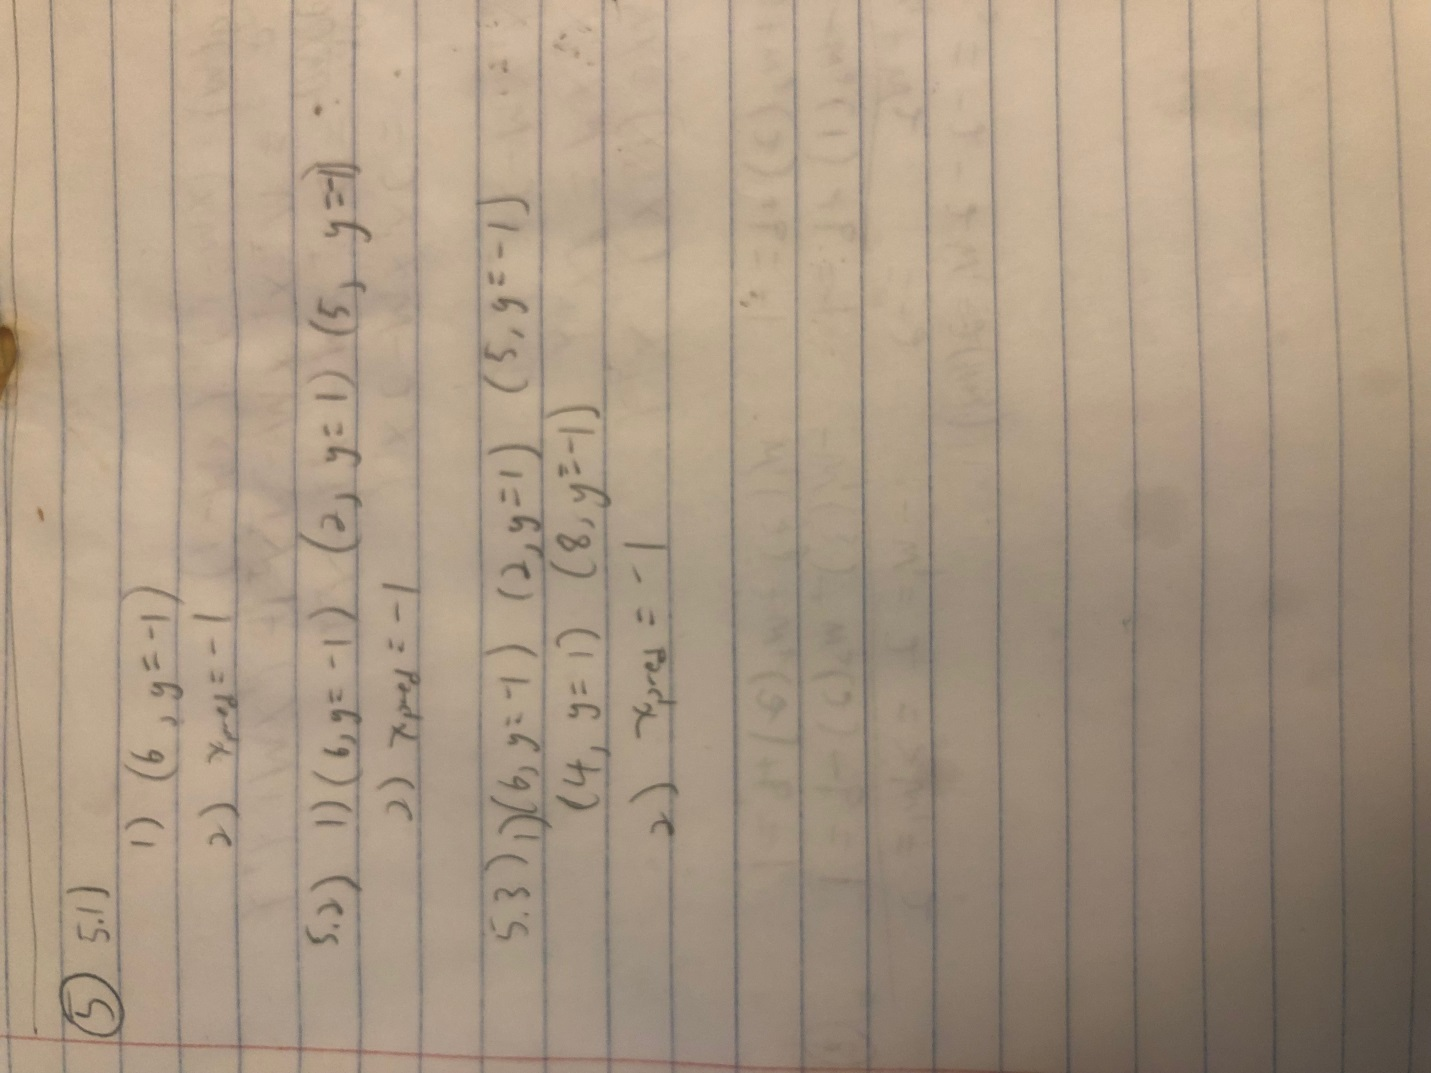 ⑤ 5.1)
1) (6, y=-1)
2) x_pred = -1
5.2) 1) (6, y=-1) (2, y=1) (5, y=-1)
2) x_pred = -1
5.3) 1) (6, y=-1) (2, y=1) (5, y=-1)
(4, y=1) (8, y=-1)
2) x_pred = -1